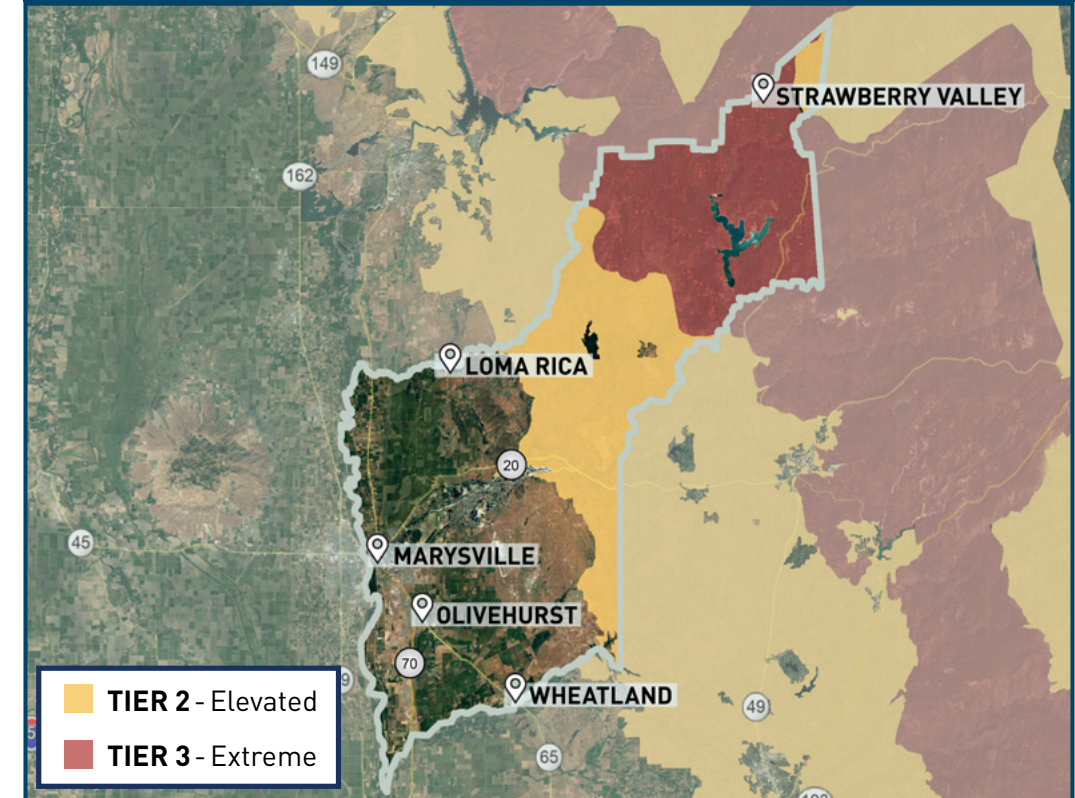 149
STRAWBERRY VALLEY
162
LOMA RICA
20
45
MARYSVILLE
OLIVEHURST
70
WHEATLAND
49
65
TIER 2 - Elevated
TIER 3 - Extreme